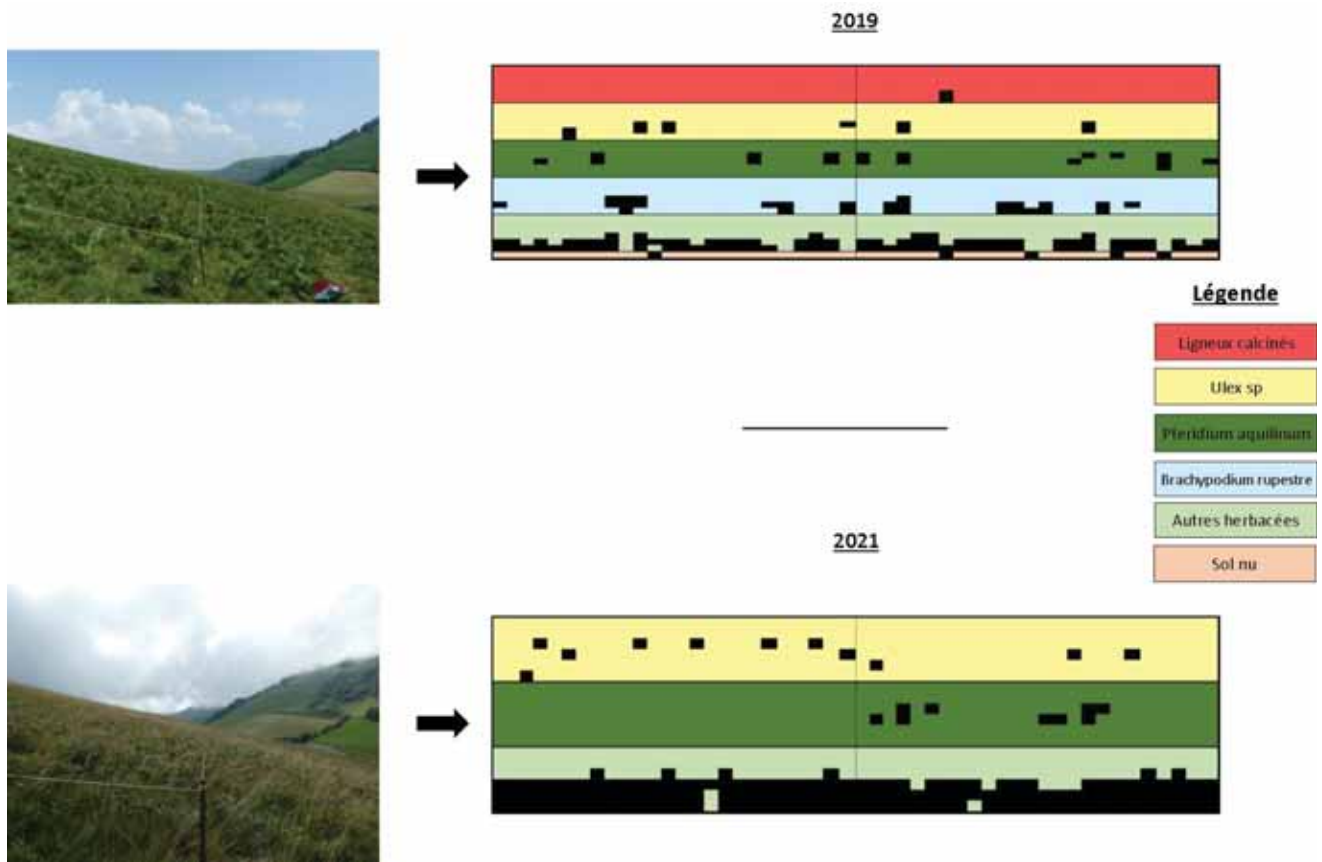 2019
Légende
Ligneux calcinés
Ulex sp
Pteridium aquilinum
Brachypodium rupestre
Autres herbacées
Sol nu
2021